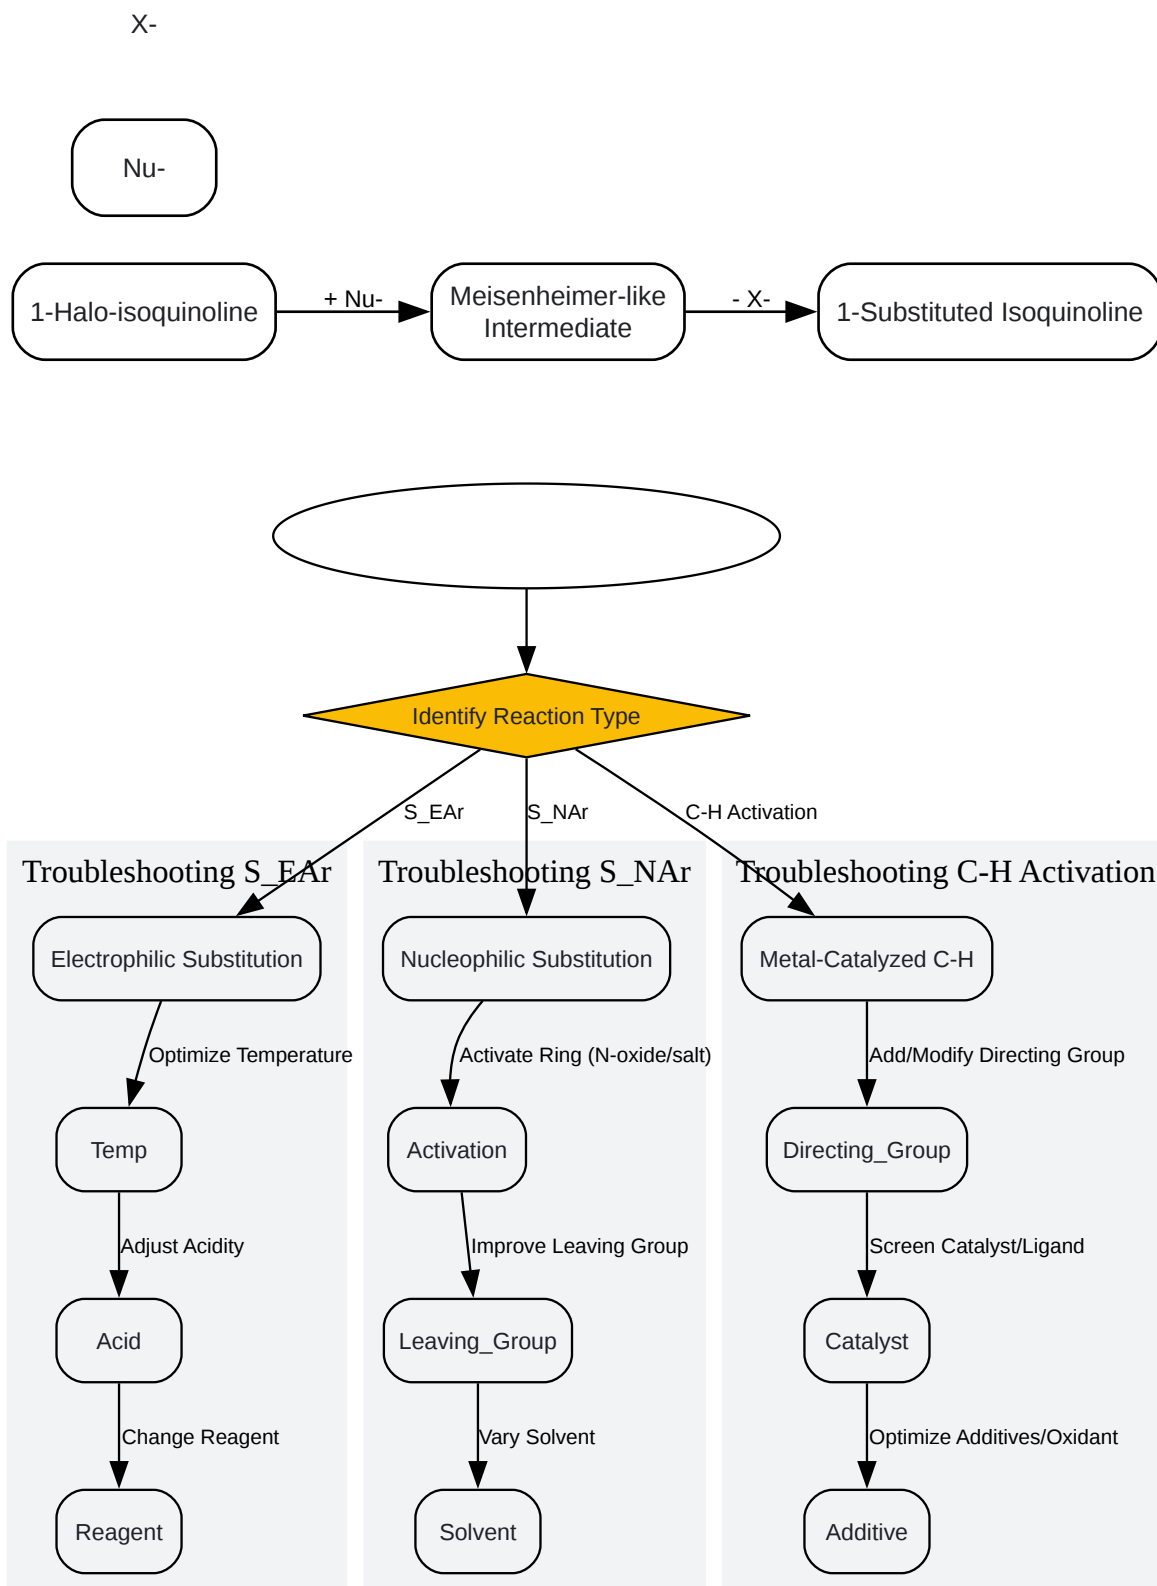 X-
Nu-
1-Halo-isoquinoline
+ Nu-
Meisenheimer-like
Intermediate
- X-
1-Substituted Isoquinoline
Identify Reaction Type
S_EAr
S_NAr
C-H Activation
Troubleshooting S_EAr
Troubleshooting S_NAr
Troubleshooting C-H Activation
Electrophilic Substitution
Nucleophilic Substitution
Metal-Catalyzed C-H
Optimize Temperature
Activate Ring (N-oxide/salt)
Add/Modify Directing Group
Temp
Activation
Directing_Group
Adjust Acidity
Improve Leaving Group
Screen Catalyst/Ligand
Acid
Leaving_Group
Catalyst
Change Reagent
Vary Solvent
Optimize Additives/Oxidant
Reagent
Solvent
Additive